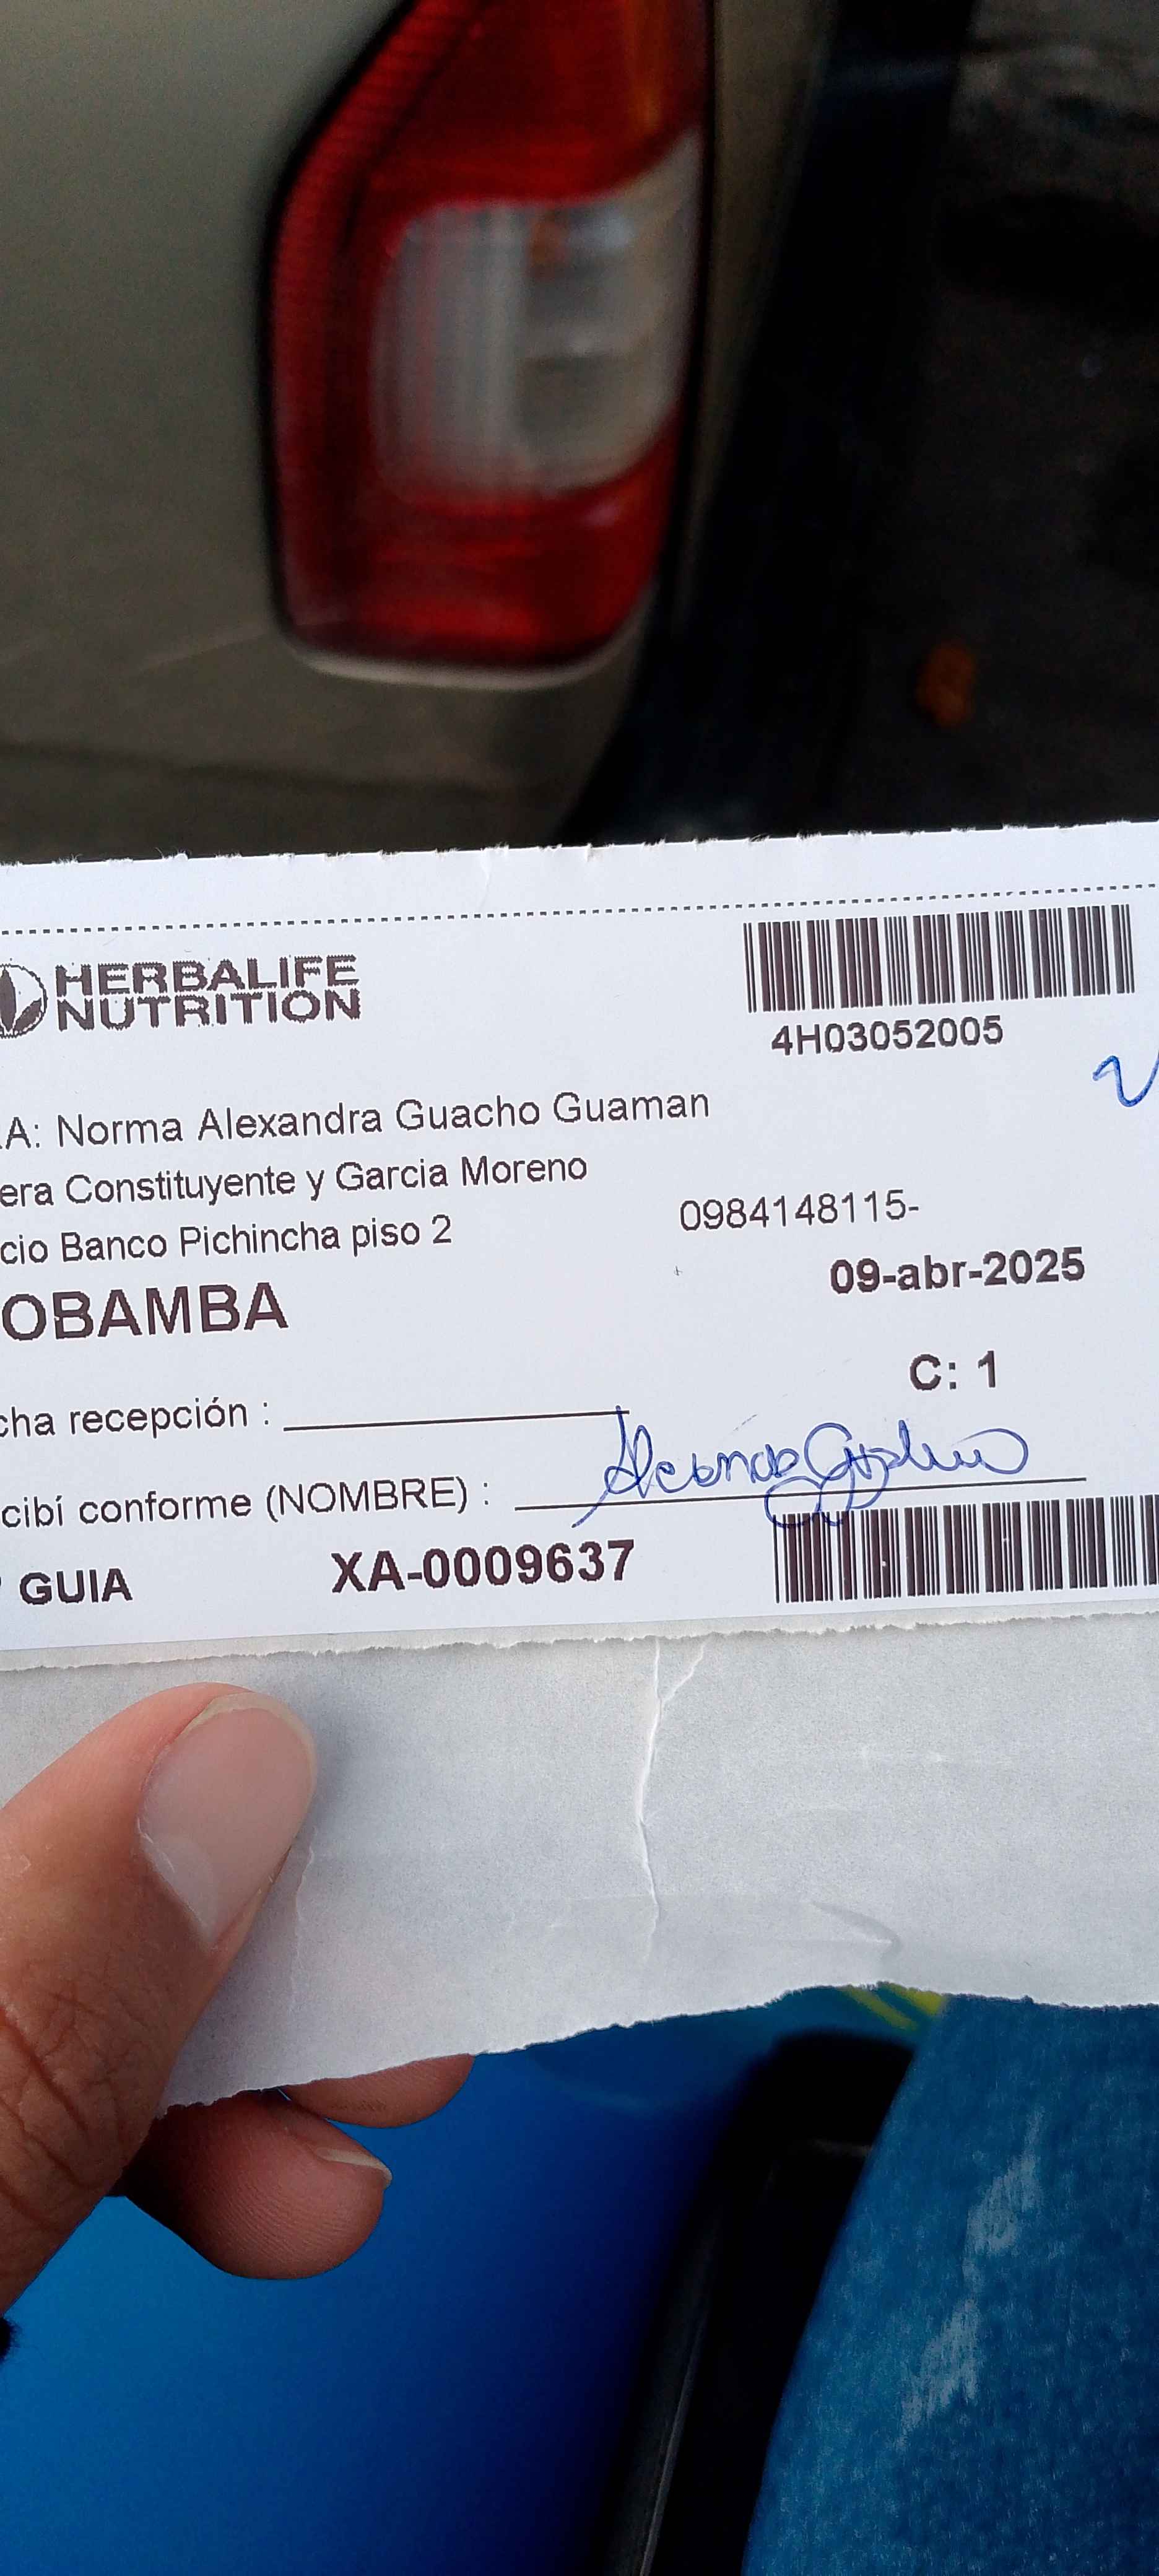 HERBALIFE
NUTRITION
4H03052005
A: Norma Alexandra Guacho Guaman
era Constituyente y Garcia Moreno
cio Banco Pichincha piso 2
0984148115-
OBAMBA
09-abr-2025
C: 1
cha recepción :
cibí conforme (NOMBRE) :
GUIA XA-0009637